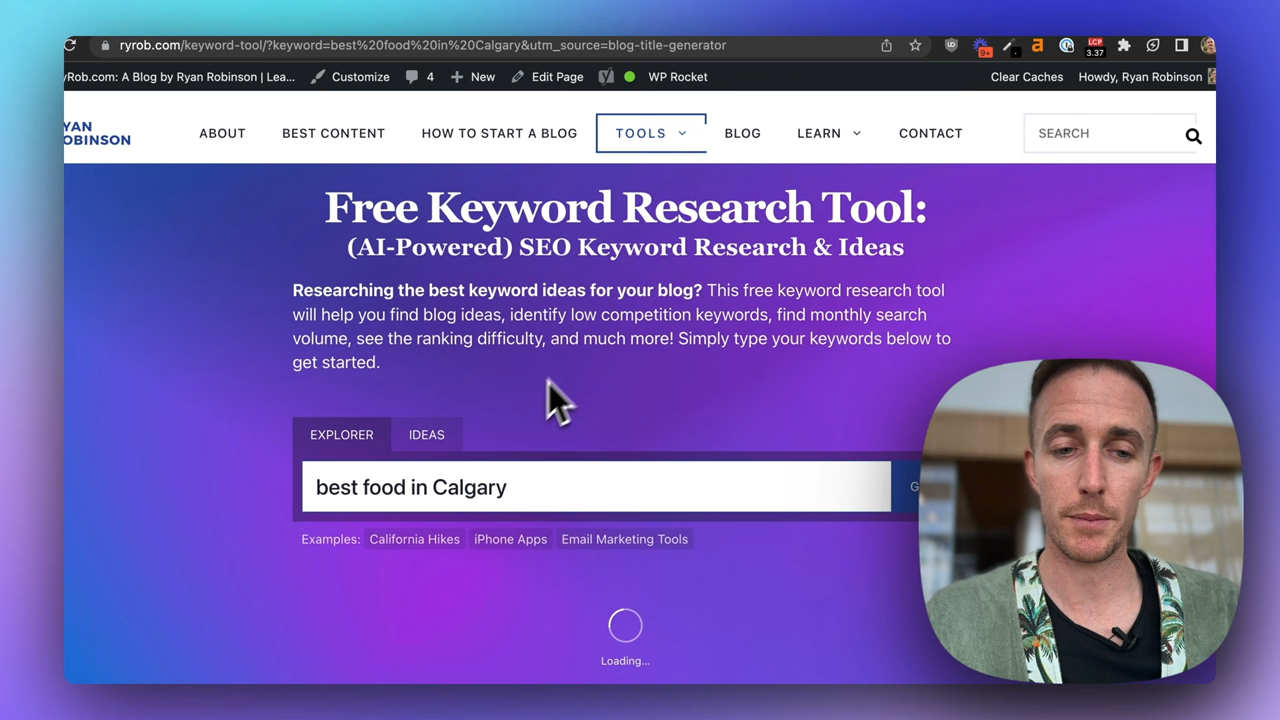 ryrob.com/keyword-tool/?keyword=best%20food%20in%20Calgary&utm_source=blog-title-generator
9+
LCP
3.37
yRob.com: A Blog by Ryan Robinson | Lea... Customize 4 New Edit Page WP Rocket Clear Caches Howdy, Ryan Robinson
YAN
OBINSON
ABOUT BEST CONTENT HOW TO START A BLOG TOOLS BLOG LEARN CONTACT SEARCH
Free Keyword Research Tool:
(AI-Powered) SEO Keyword Research & Ideas
Researching the best keyword ideas for your blog? This free keyword research tool
will help you find blog ideas, identify low competition keywords, find monthly search
volume, see the ranking difficulty, and much more! Simply type your keywords below to
get started.
EXPLORER IDEAS
best food in Calgary G
Examples: California Hikes iPhone Apps Email Marketing Tools
Loading...